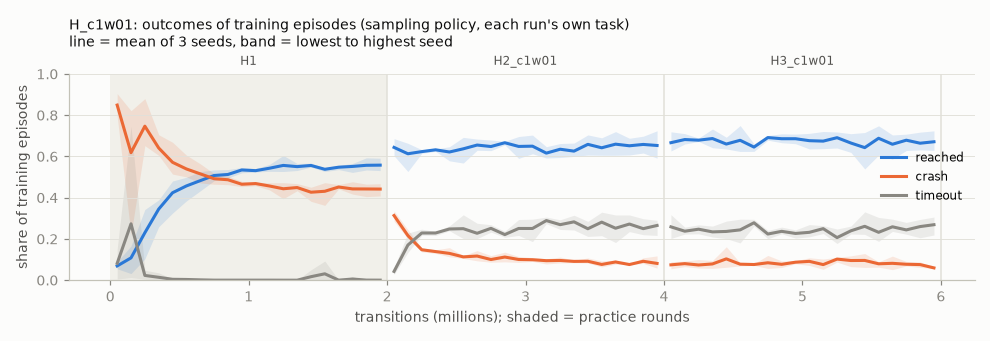 H_c1w01: outcomes of training episodes (sampling policy, each run's own task)
line = mean of 3 seeds, band = lowest to highest seed
H1
H2_c1w01
H3_c1w01
share of training episodes
1.0
0.8
0.6
0.4
0.2
0.0
reached
crash
timeout
0
1
2
3
4
5
6
transitions (millions); shaded = practice rounds